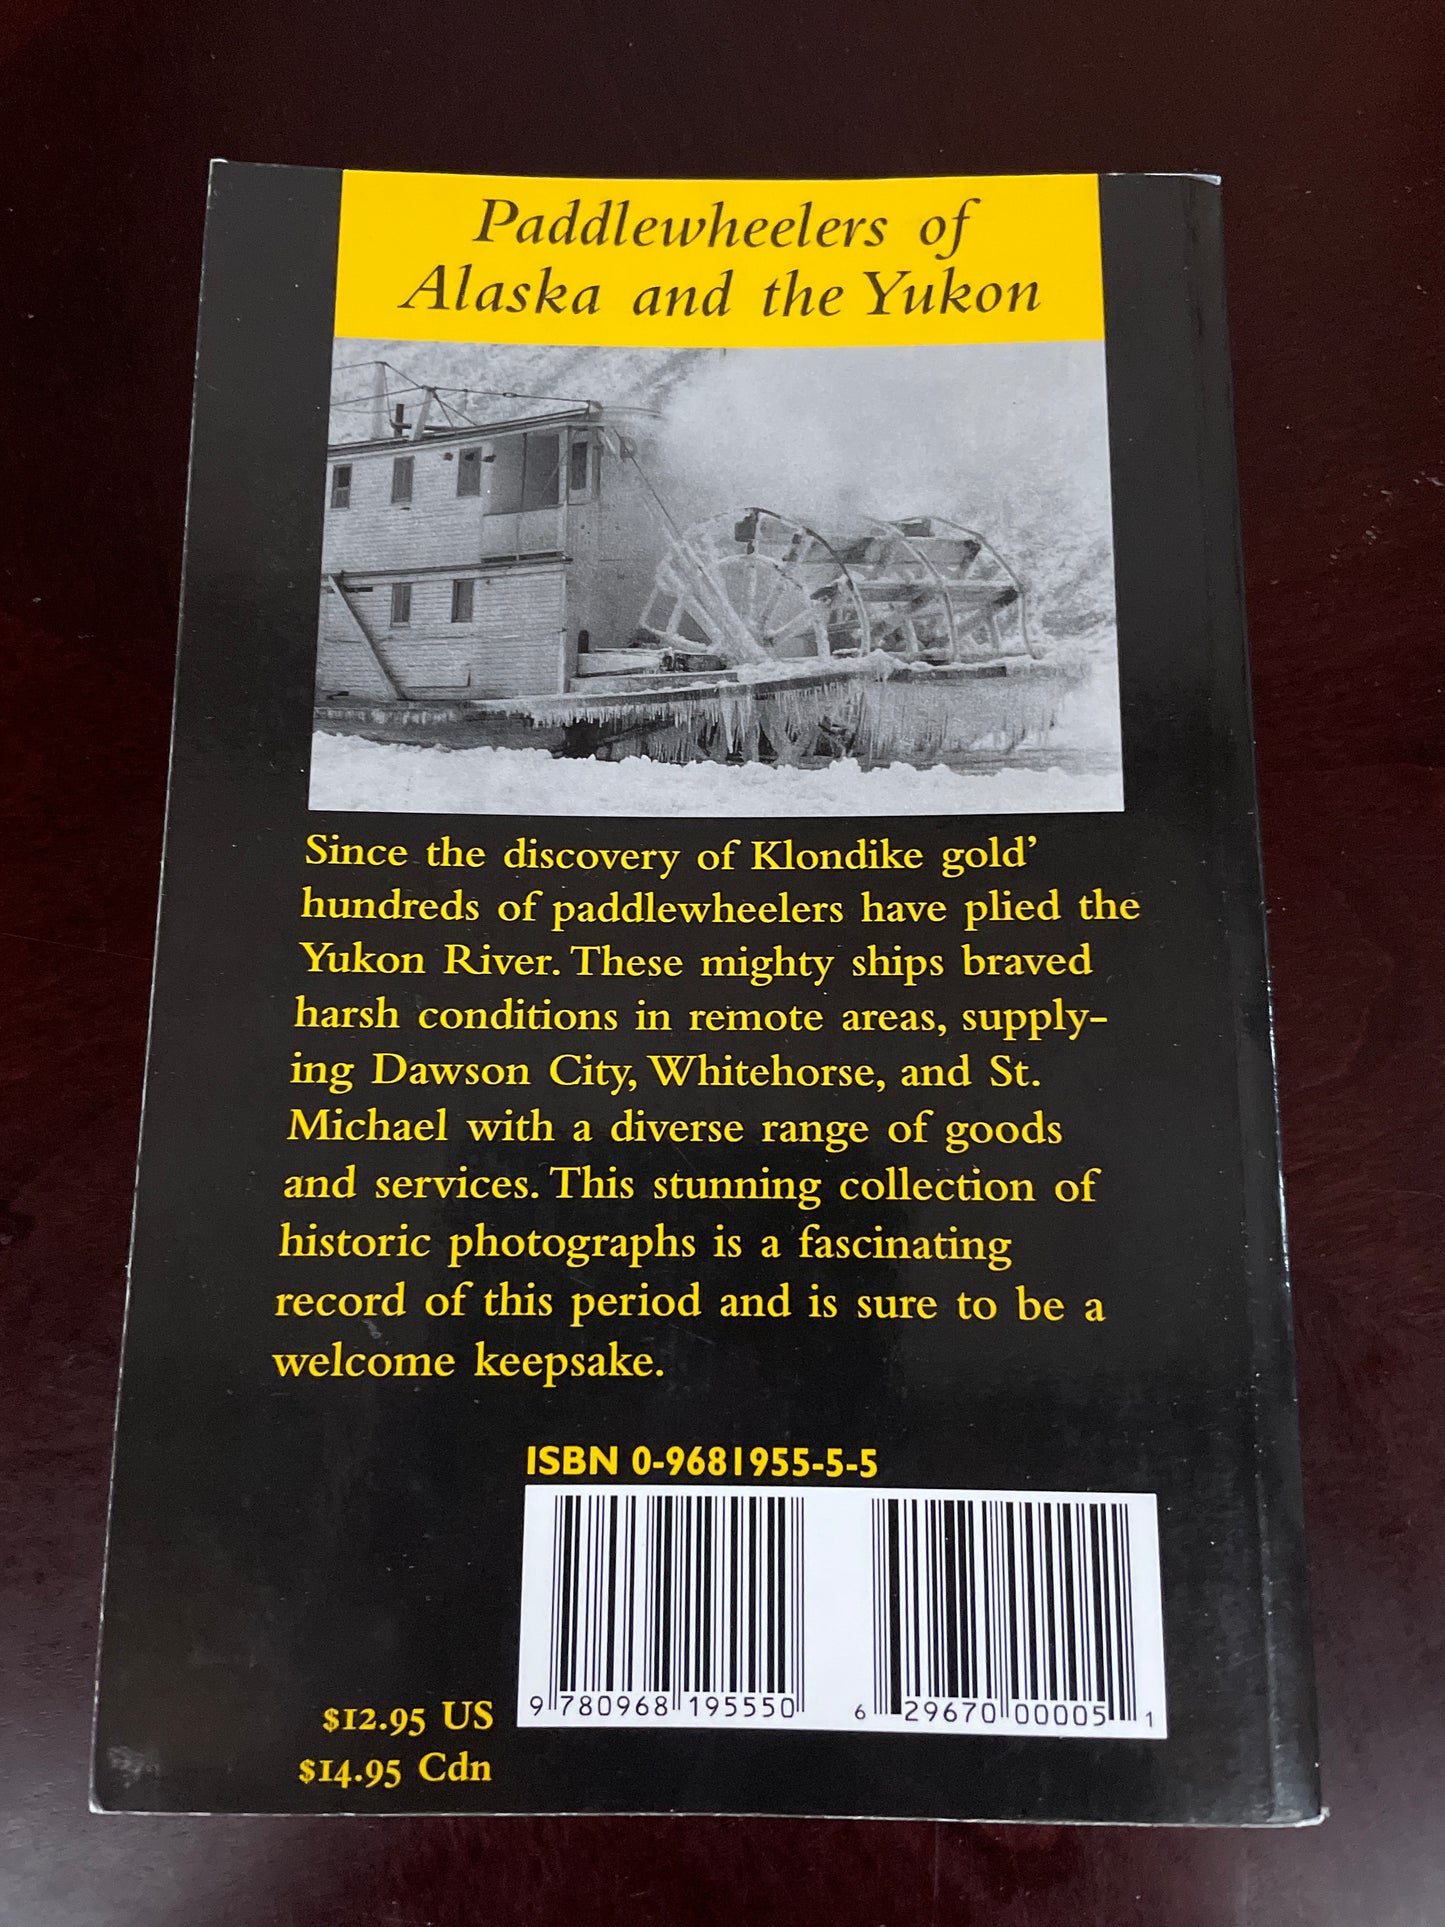 Paddlewheelers of
Alaska and the Yukon
Since the discovery of Klondike gold’
hundreds of paddlewheelers have plied the
Yukon River. These mighty ships braved
harsh conditions in remote areas, supply-
ing Dawson City, Whitehorse, and St.
Michael with a diverse range of goods
and services. This stunning collection of
historic photographs is a fascinating
record of this period and is sure to be a
welcome keepsake.
ISBN 0-9681955-5-5
9 780968 195550
6 29670 00005 1
$12.95 US
$14.95 Cdn